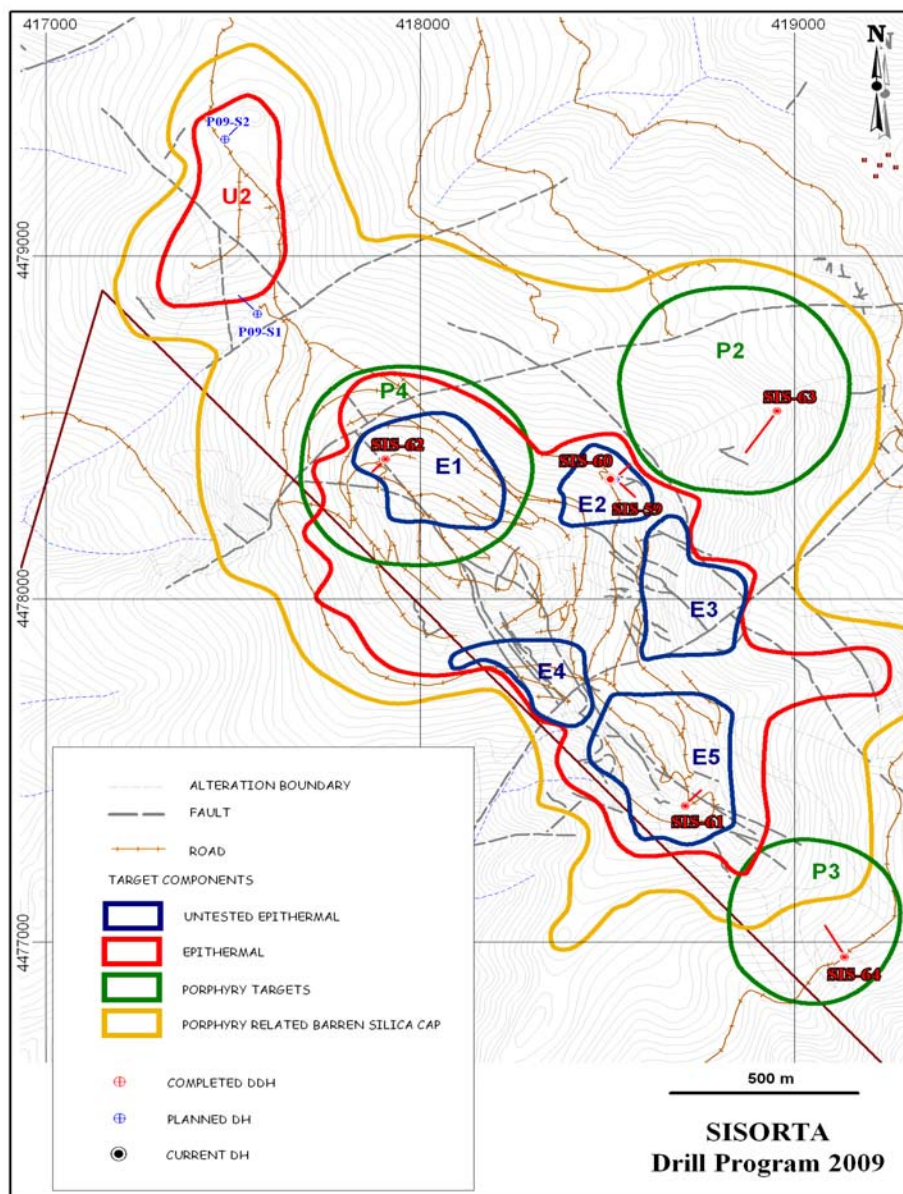 417000
418000
419000
N
N
P09-S2
U2
4479000
P09-S1
P2
P4
SIS-63
SIS-62
E1
SIS-60
E2
SIS-59
4478000
E3
E4
E5
SIS-61
P3
4477000
SIS-64
ALTERATION BOUNDARY
FAULT
ROAD
TARGET COMPONENTS
UNTESTED EPITHERMAL
EPITHERMAL
PORPHYRY TARGETS
PORPHYRY RELATED BARREN SILICA CAP
COMPLETED DDH
PLANNED DH
CURRENT DH
500 m
SISORTA
Drill Program 2009